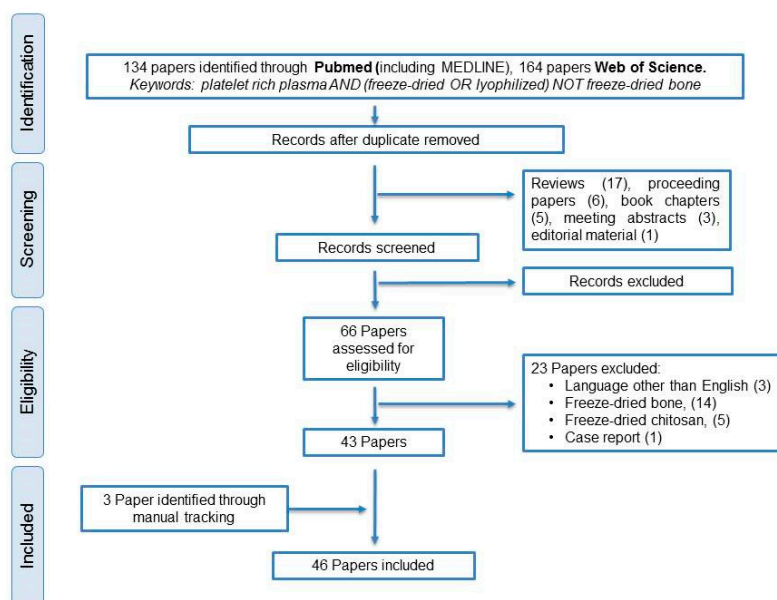 Identification
134 papers identified through Pubmed (including MEDLINE), 164 papers Web of Science.
Keywords: platelet rich plasma AND (freeze-dried OR lyophilized) NOT freeze-dried bone
Records after duplicate removed
Screening
Reviews (17), proceeding
papers (6), book chapters
(5), meeting abstracts (3),
editorial material (1)
Records screened
Records excluded
Eligibility
66 Papers
assessed for
eligibility
23 Papers excluded:
• Language other than English (3)
• Freeze-dried bone, (14)
• Freeze-dried chitosan, (5)
• Case report (1)
43 Papers
Included
3 Paper identified through
manual tracking
46 Papers included